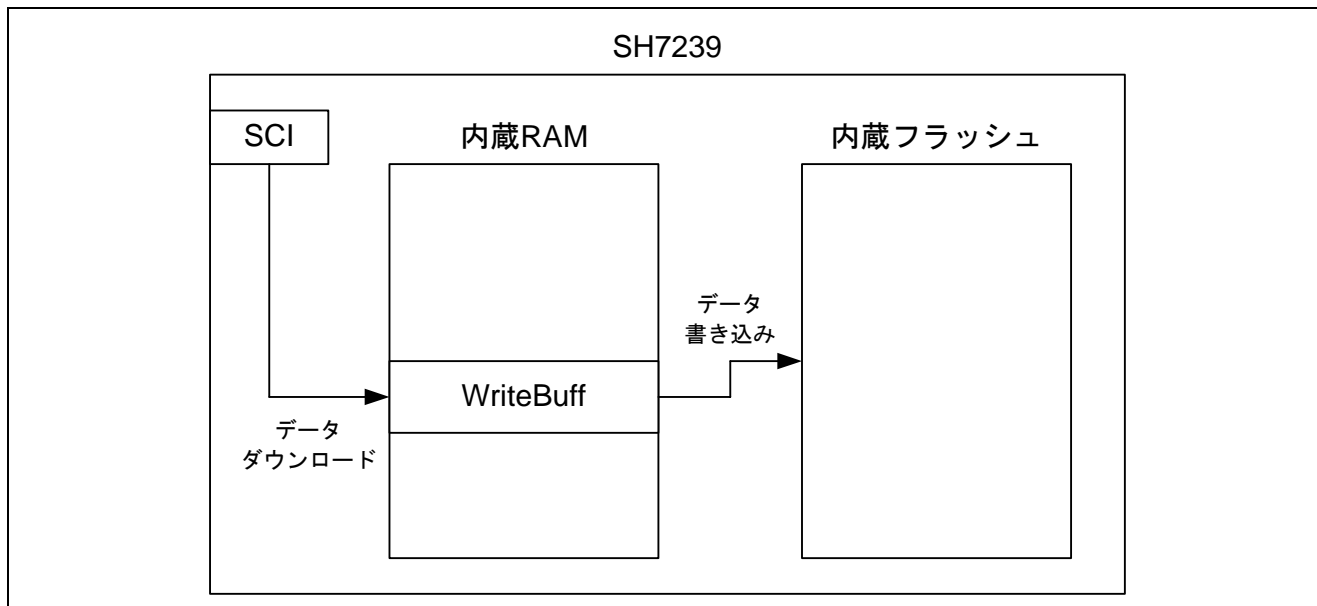 SH7239
SCI
内蔵RAM
内蔵フラッシュ
データ
書き込み
WriteBuff
データ
ダウンロード